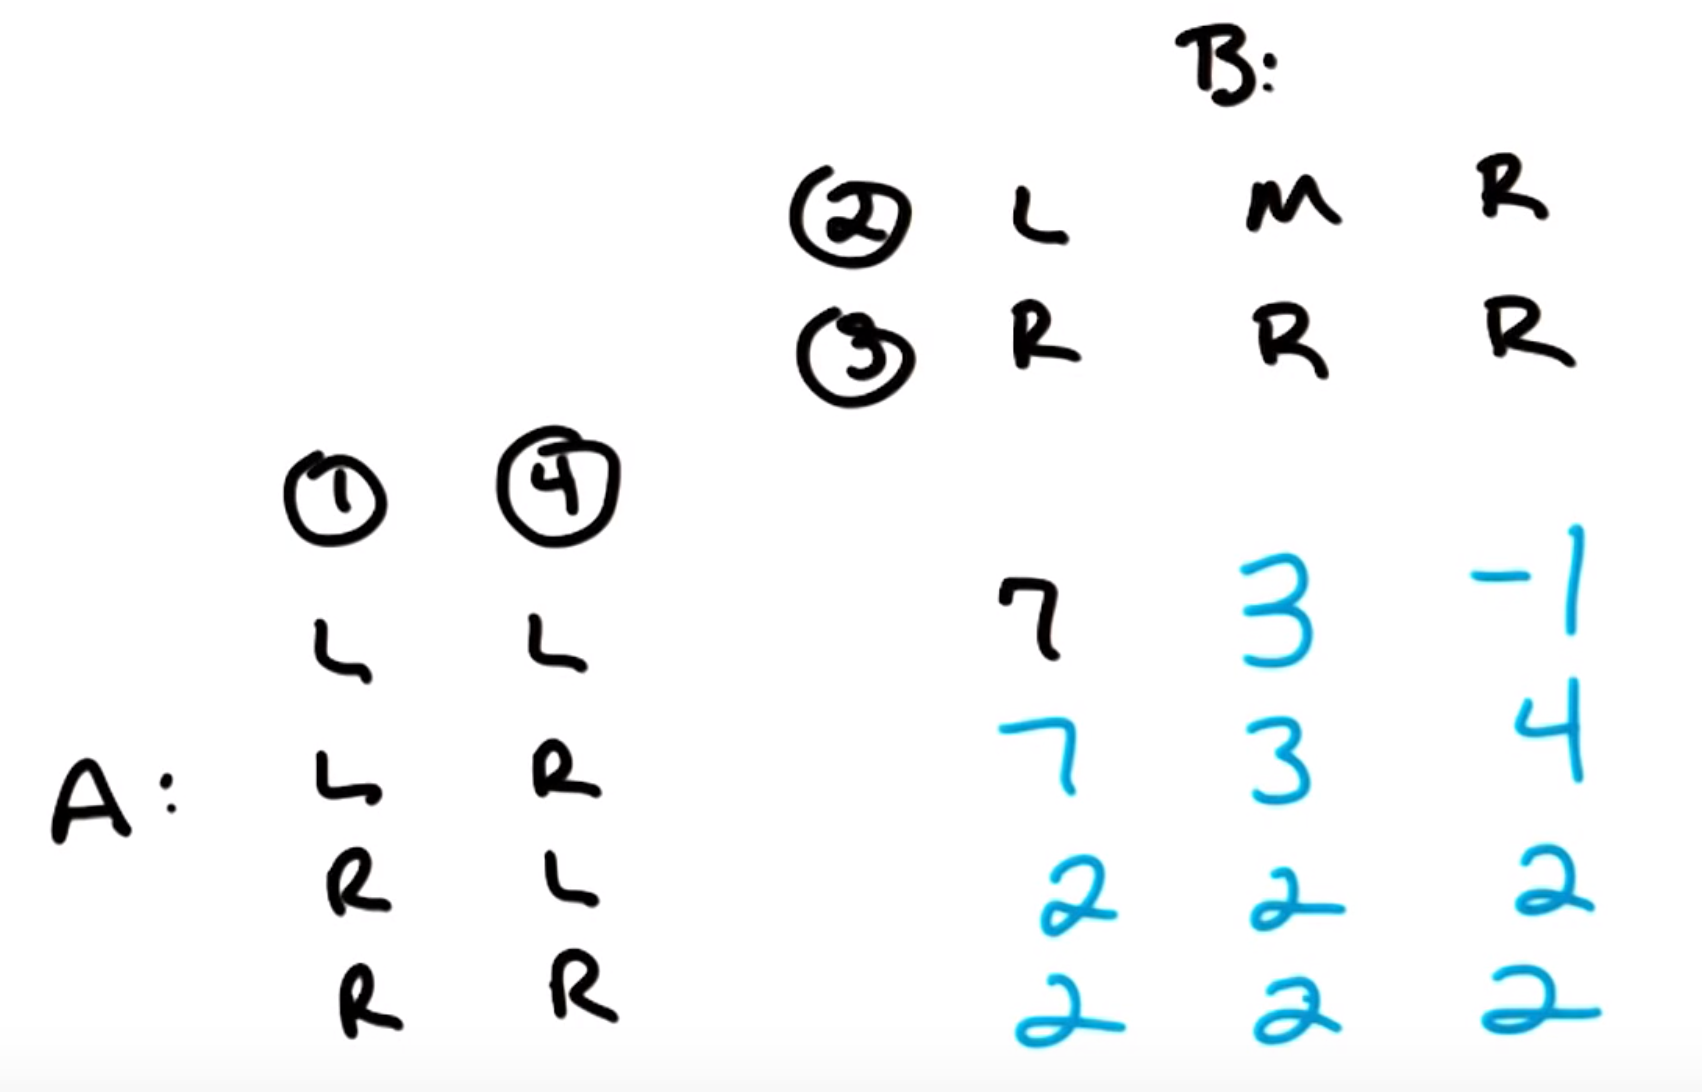 B:
② L M R
③ R R R
① ④
L L 7 3 -1
A: L R 7 3 4
R L 2 2 2
R R 2 2 2